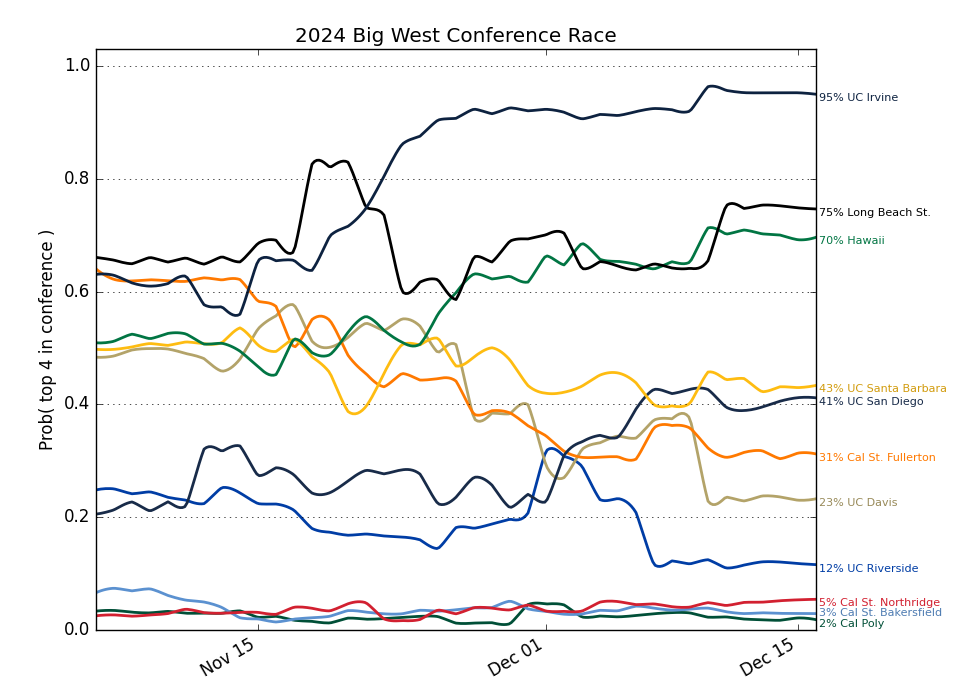 2024 Big West Conference Race
Prob( top 4 in conference )
1.0
0.8
0.6
0.4
0.2
0.0
Nov 15
Dec 01
Dec 15
95% UC Irvine
75% Long Beach St.
70% Hawaii
43% UC Santa Barbara
41% UC San Diego
31% Cal St. Fullerton
23% UC Davis
12% UC Riverside
5% Cal St. Northridge
3% Cal St. Bakersfield
2% Cal Poly